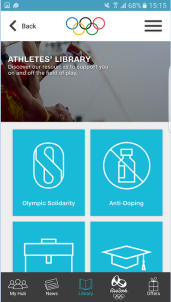 68% 15:15
Back
ATHLETES' LIBRARY
Discover our resources to support you
on and off the field of play.
Olympic Solidarity
Anti-Doping
My Hub
News
Library
Offers